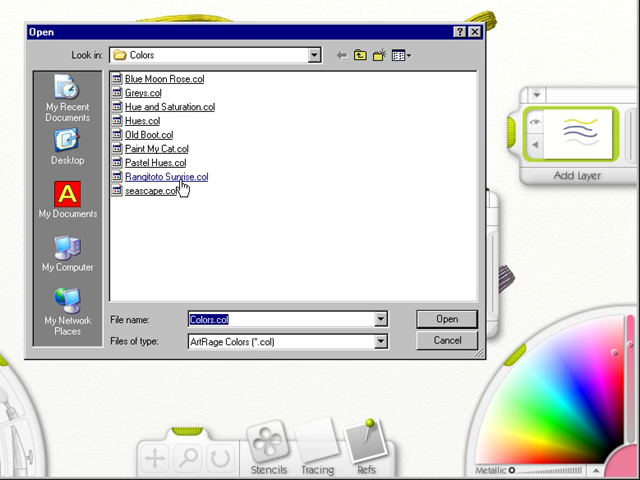 Open
Look in:
Colors
My Recent
Documents
Desktop
My Documents
My Computer
My Network
Places
Blue Moon Rose.col
Greys.col
Hue and Saturation.col
Hues.col
Old Boot.col
Paint My Cat.col
Pastel Hues.col
Rangitoto Sunrise.col
seascape.col
File name:
Colors.col
Open
Files of type:
ArtRage Colors (*.col)
Cancel
Add Layer
Stencils
Tracing
Refs
Metallic